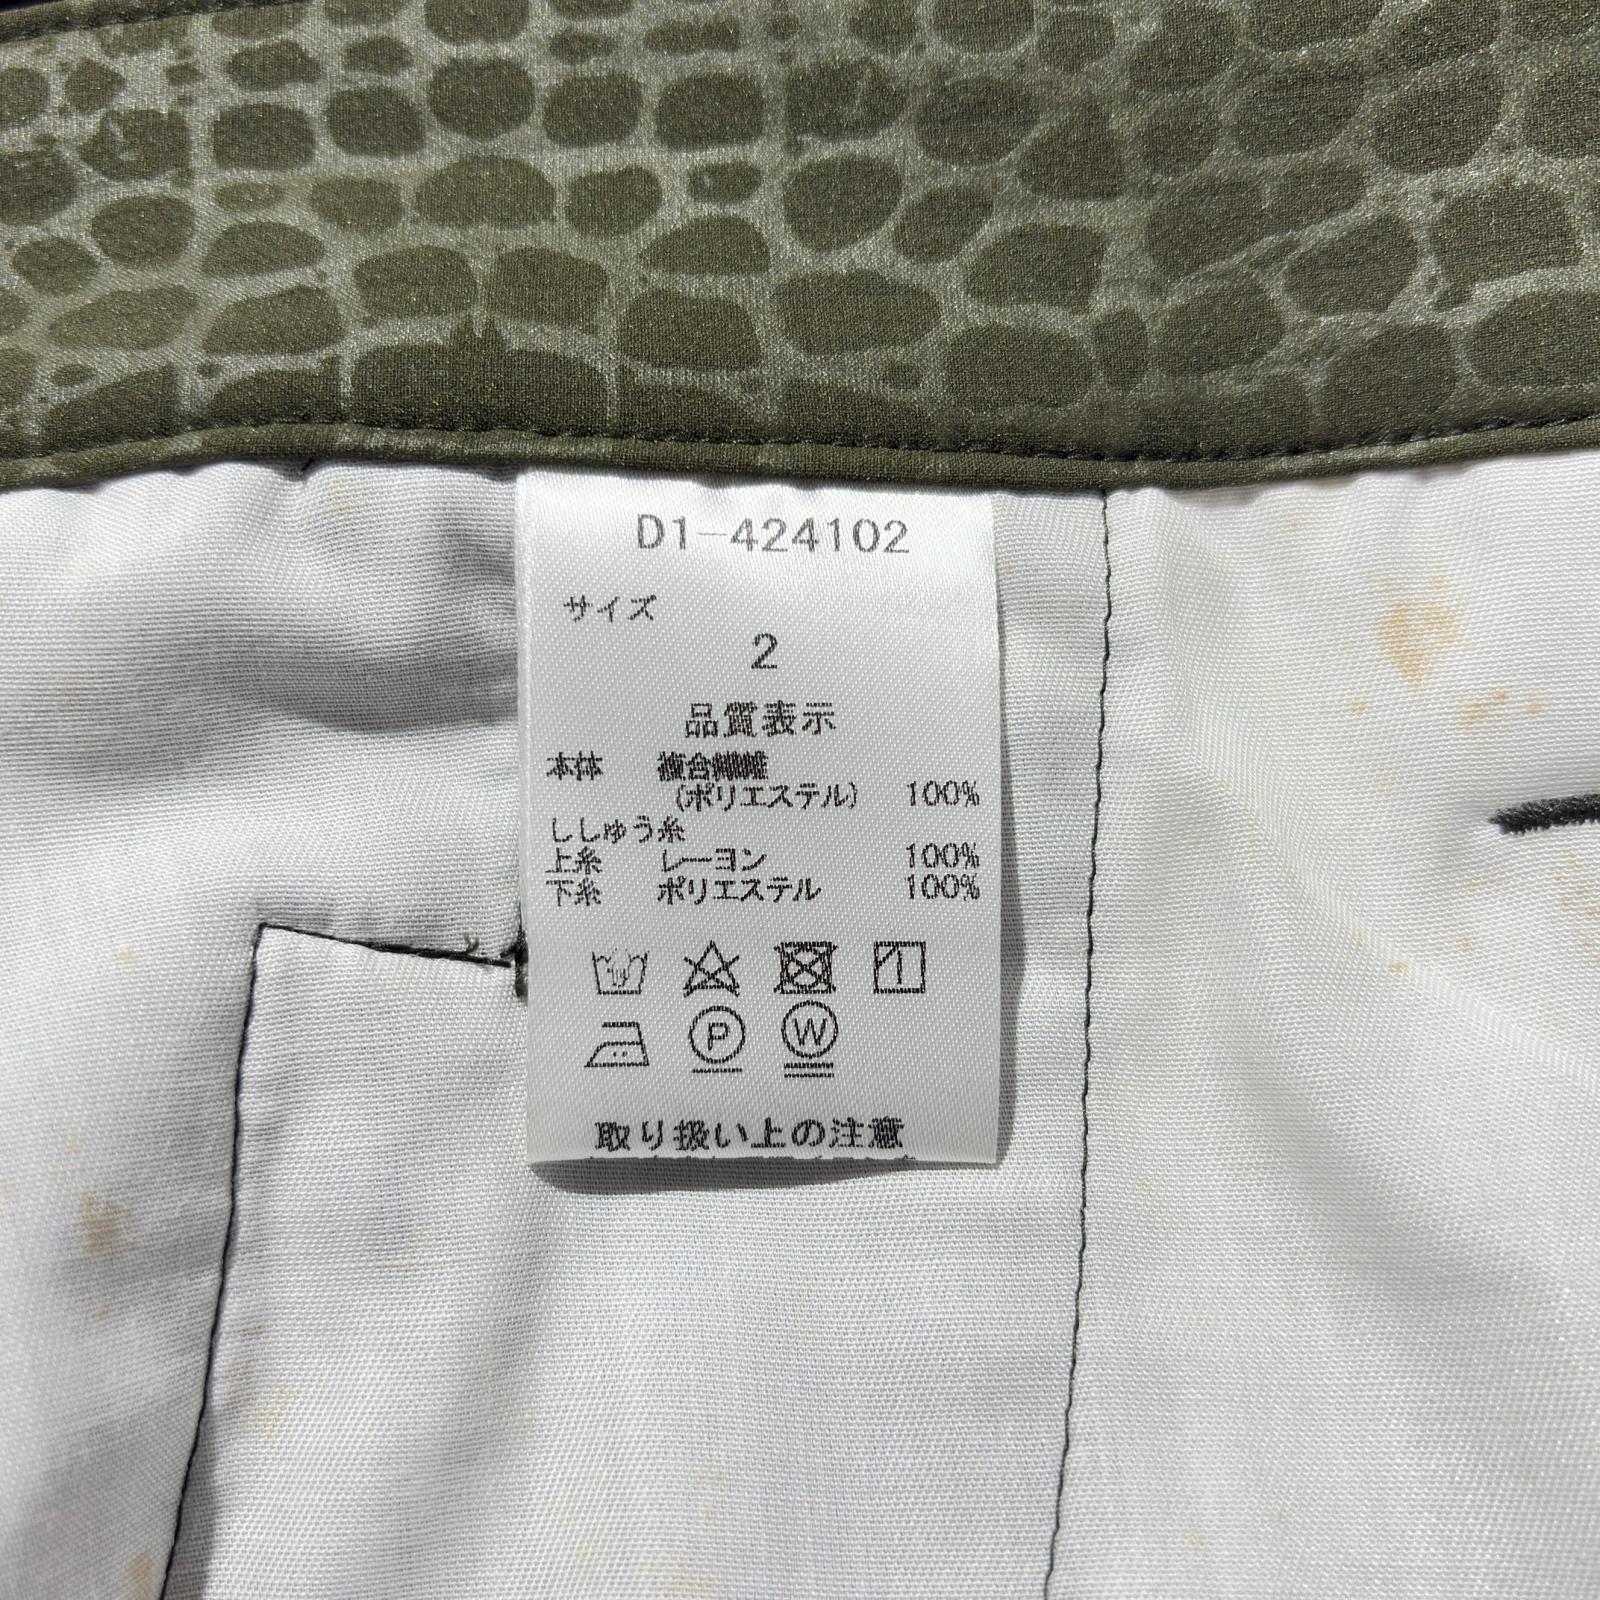 D1-424102
サイズ
2
品質表示
本体 複合繊維
(ポリエステル) 100%
ししゅう糸
上糸 レーヨン 100%
下糸 ポリエステル 100%
P W
取り扱い上の注意